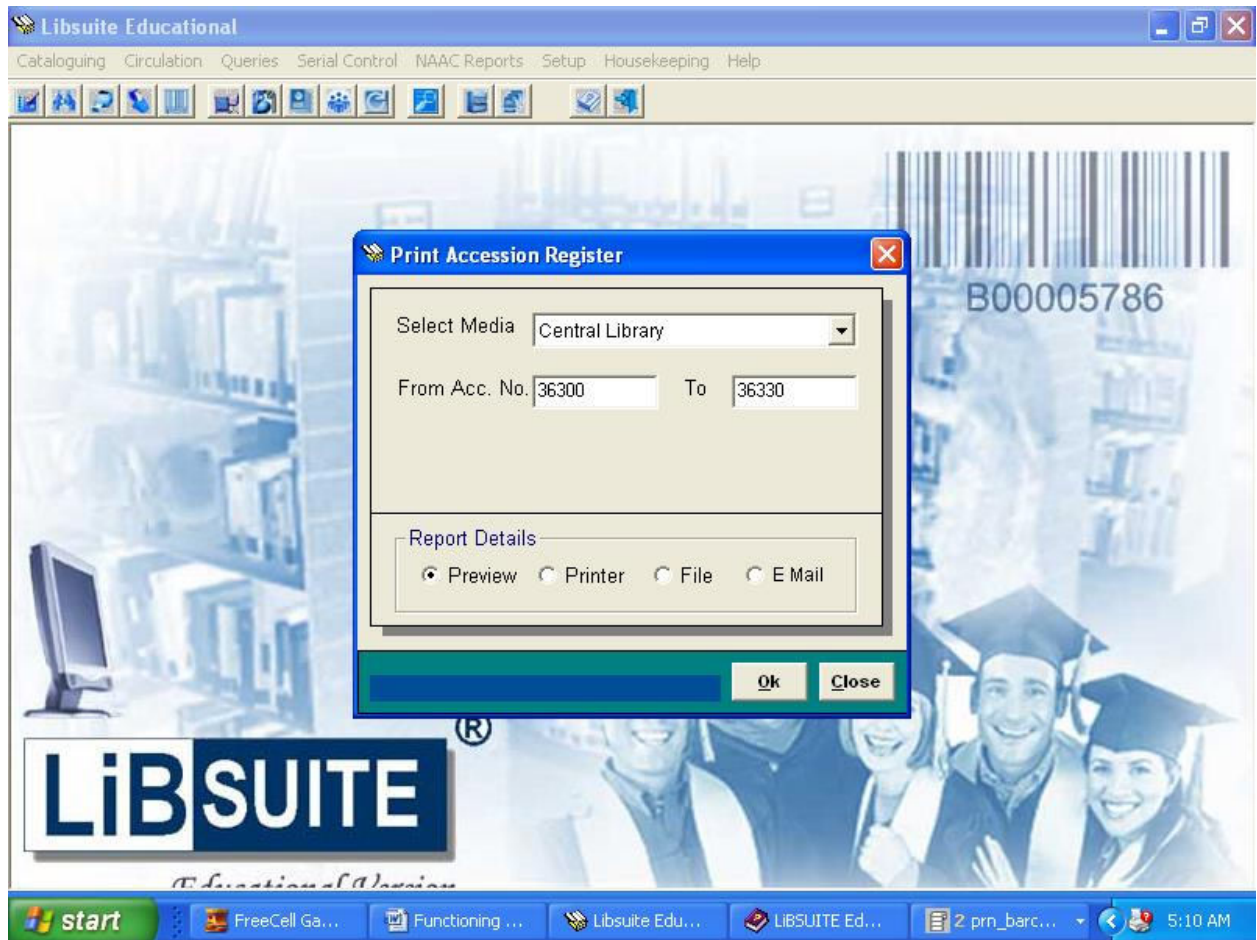 Libsuite Educational
Cataloguing Circulation Queries Serial Control NAAC Reports Setup Housekeeping Help
B00005786
Print Accession Register
Select Media Central Library
From Acc. No. 36300 To 36330
Report Details
Preview Printer File E Mail
Ok Close
®
LiBSUITE
Educational Version
start FreeCell Ga... Functioning ... Libsuite Edu... LiBSUITE Ed... 2 prn_barc... 5:10 AM